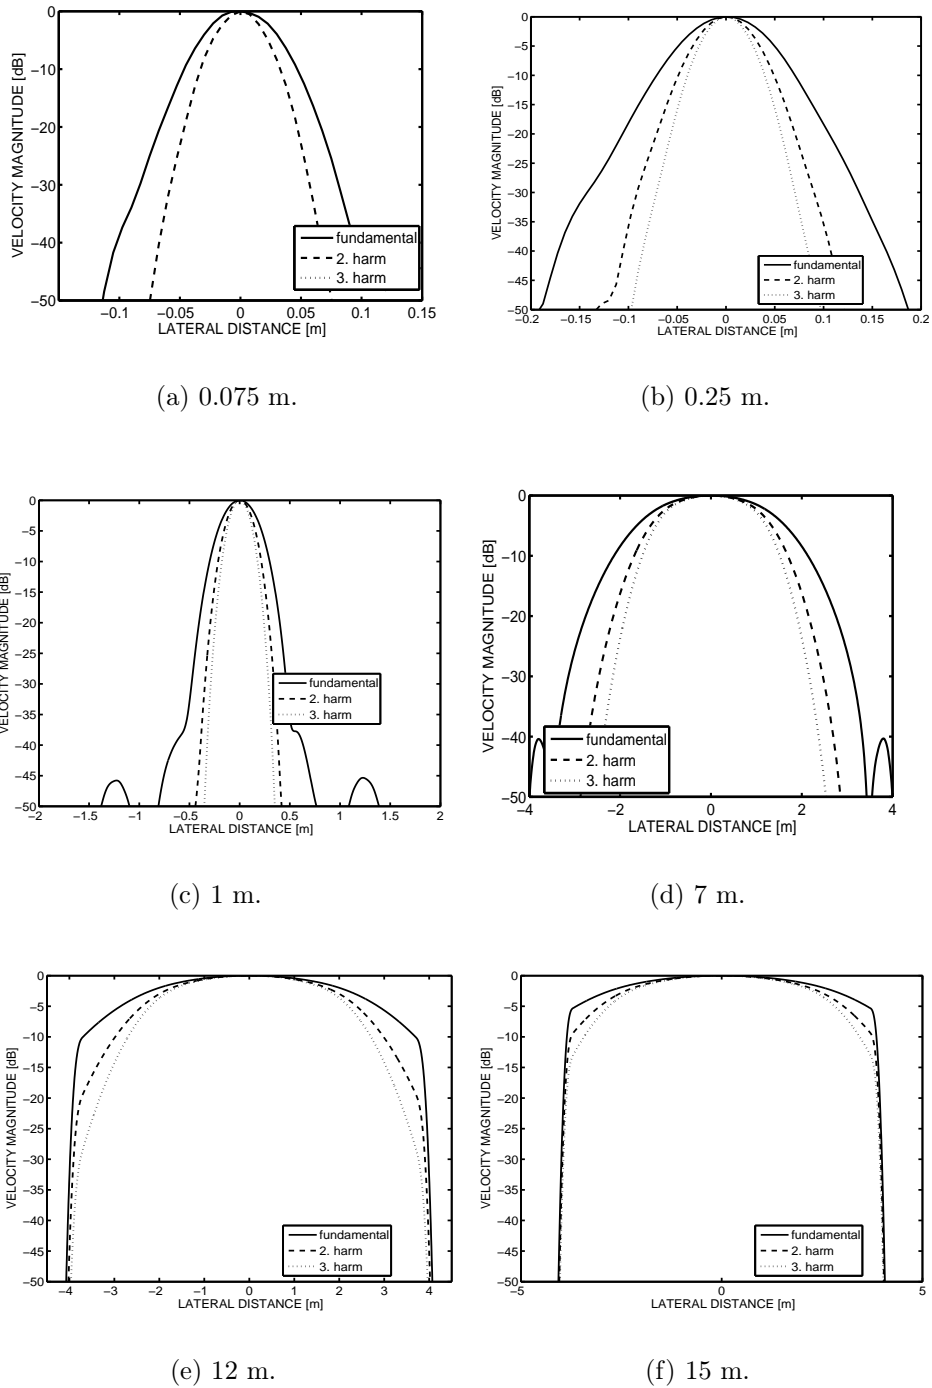 0
−10
−20
−30
−40
−50
−0.1
−0.05
0
0.05
0.1
0.15
VELOCITY MAGNITUDE [dB]
LATERAL DISTANCE [m]
fundamental
2. harm
3. harm
(a) 0.075 m.
0
−5
−10
−15
−20
−25
−30
−35
−40
−45
−50
−0.2
−0.15
−0.1
−0.05
0
0.05
0.1
0.15
0.2
VELOCITY MAGNITUDE [dB]
LATERAL DISTANCE [m]
fundamental
2. harm
3. harm
(b) 0.25 m.
0
−5
−10
−15
−20
−25
−30
−35
−40
−45
−50
−2
−1.5
−1
−0.5
0
0.5
1
1.5
2
VELOCITY MAGNITUDE [dB]
LATERAL DISTANCE [m]
fundamental
2. harm
3. harm
(c) 1 m.
0
−10
−20
−30
−40
−50
−4
−2
0
2
4
VELOCITY MAGNITUDE [dB]
LATERAL DISTANCE [m]
fundamental
2. harm
3. harm
(d) 7 m.
0
−5
−10
−15
−20
−25
−30
−35
−40
−45
−50
−4
−3
−2
−1
0
1
2
3
4
VELOCITY MAGNITUDE [dB]
LATERAL DISTANCE [m]
fundamental
2. harm
3. harm
(e) 12 m.
0
−5
−10
−15
−20
−25
−30
−35
−40
−45
−50
−5
0
5
VELOCITY MAGNITUDE [dB]
LATERAL DISTANCE [m]
fundamental
2. harm
3. harm
(f) 15 m.